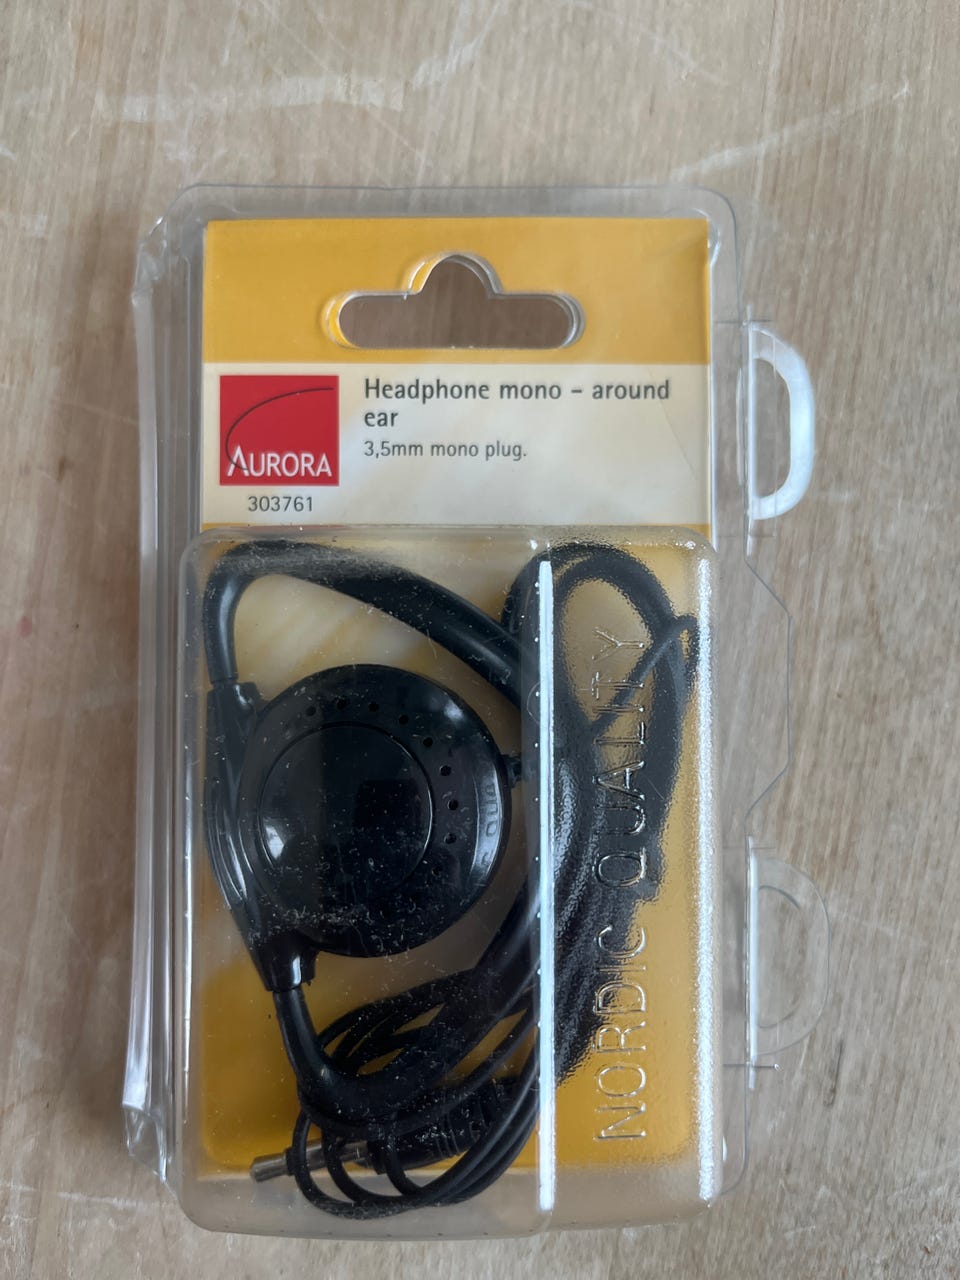 Headphone mono – around
ear
3,5mm mono plug.
AURORA
303761
NORDIC QUALITY